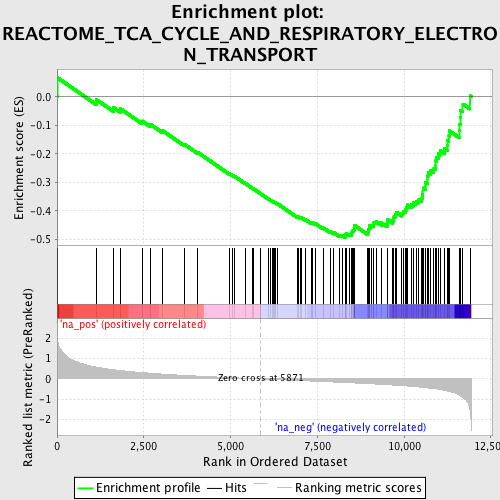 Enrichment plot:
REACTOME_TCA_CYCLE_AND_RESPIRATORY_ELECTRO
N_TRANSPORT
Enrichment score (ES)
0.0
-0.1
-0.2
-0.3
-0.4
-0.5
'na_pos' (positively correlated)
Ranked list metric (PreRanked)
2
1
0
-1
-2
Zero cross at 5871
'na_neg' (negatively correlated)
0
2,500
5,000
7,500
10,000
12,500
Rank in Ordered Dataset
Enrichment profile
Hits
Ranking metric scores